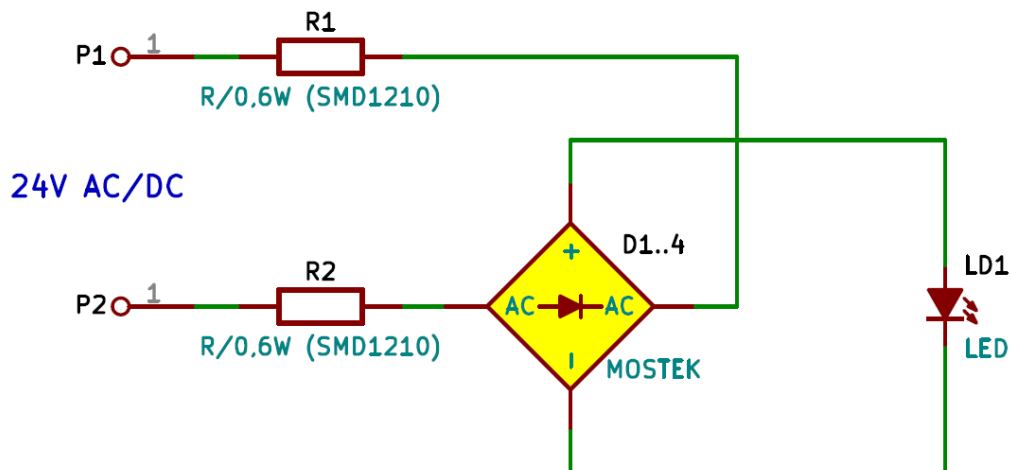 R1
P1
1
R/0,6W (SMD1210)
24V AC/DC
+
D1..4
R2
LD1
P2
1
AC
AC
R/0,6W (SMD1210)
LED
-
MOSTEK